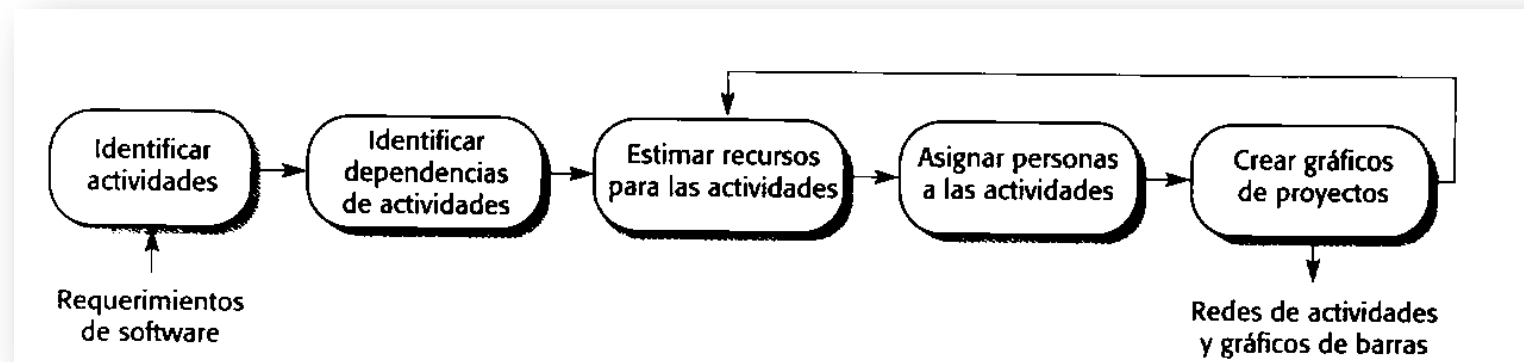 Identificar
actividades
Identificar
dependencias
de actividades
Estimar recursos
para las actividades
Asignar personas
a las actividades
Crear gráficos
de proyectos
Requerimientos
de software
Redes de actividades
y gráficos de barras